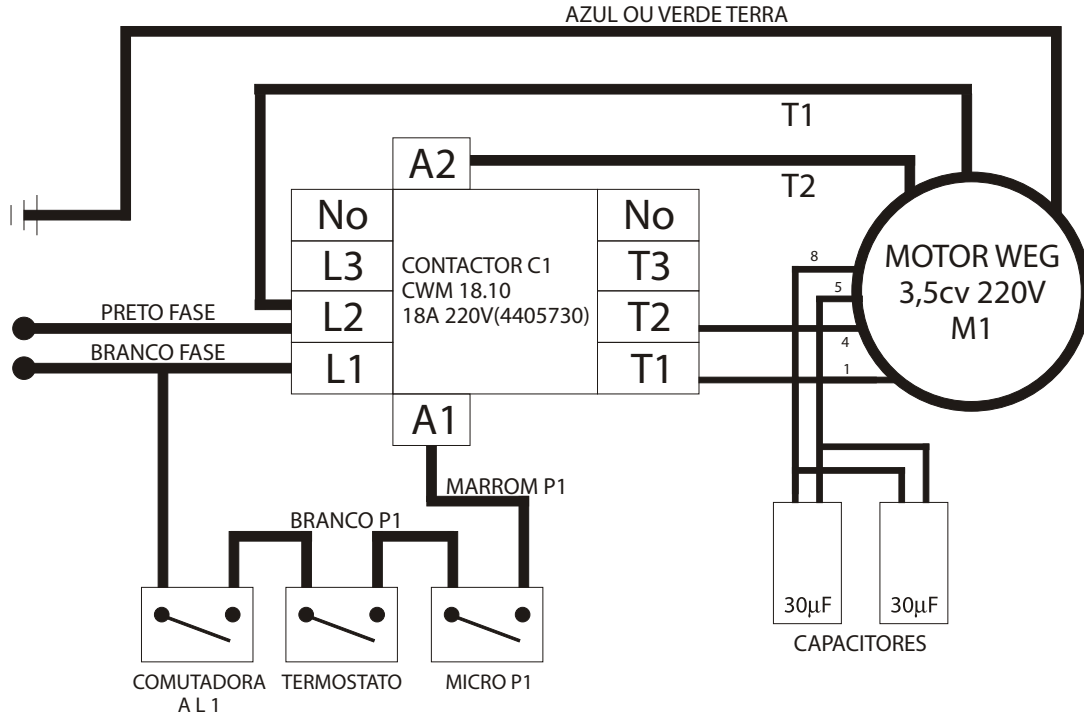 AZUL OU VERDE TERRA
T1
A2
T2
No
No
L3
CONTACTOR C1
CWM 18.10
18A 220V(4405730)
T3
MOTOR WEG
3,5cv 220V
M1
8
5
4
1
PRETO FASE
L2
T2
BRANCO FASE
L1
T1
A1
MARROM P1
BRANCO P1
30µF
30µF
CAPACITORES
COMUTADORA
A L 1
TERMOSTATO
MICRO P1